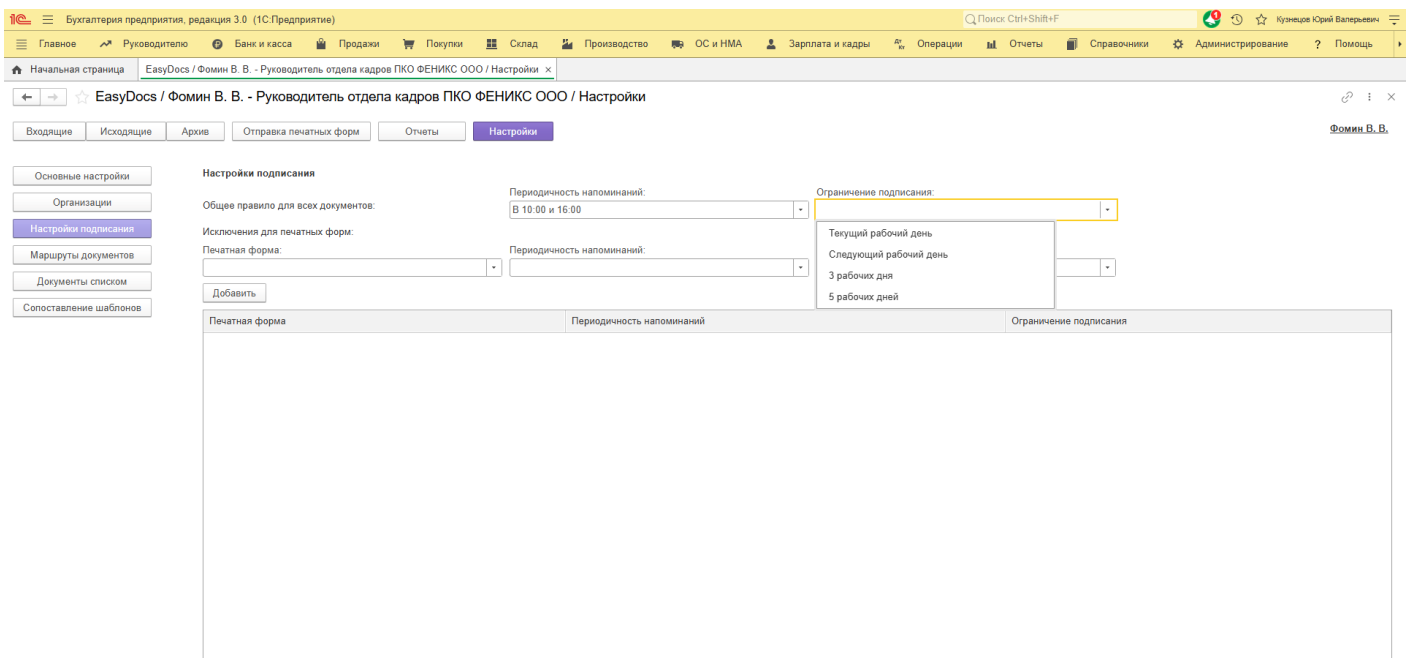 1С Бухгалтерия предприятия, редакция 3.0 (1С:Предприятие) Поиск Ctrl+Shift+F 1 Кузнецов Юрий Валерьевич
Главное Руководителю Банк и касса Продажи Покупки Склад Производство ОС и НМА Зарплата и кадры Дт Кт Операции Отчеты Справочники Администрирование ? Помощь
Начальная страница EasyDocs / Фомин В. В. - Руководитель отдела кадров ПКО ФЕНИКС ООО / Настройки ×
EasyDocs / Фомин В. В. - Руководитель отдела кадров ПКО ФЕНИКС ООО / Настройки
Входящие Исходящие Архив Отправка печатных форм Отчеты Настройки Фомин В. В.
Основные настройки
Организации
Настройки подписания
Маршруты документов
Документы списком
Сопоставление шаблонов
Настройки подписания
Периодичность напоминаний: Ограничение подписания:
Общее правило для всех документов: В 10:00 и 16:00
Исключения для печатных форм:
Печатная форма: Периодичность напоминаний:
Текущий рабочий день
Следующий рабочий день
3 рабочих дня
5 рабочих дней
Добавить
Печатная форма Периодичность напоминаний Ограничение подписания